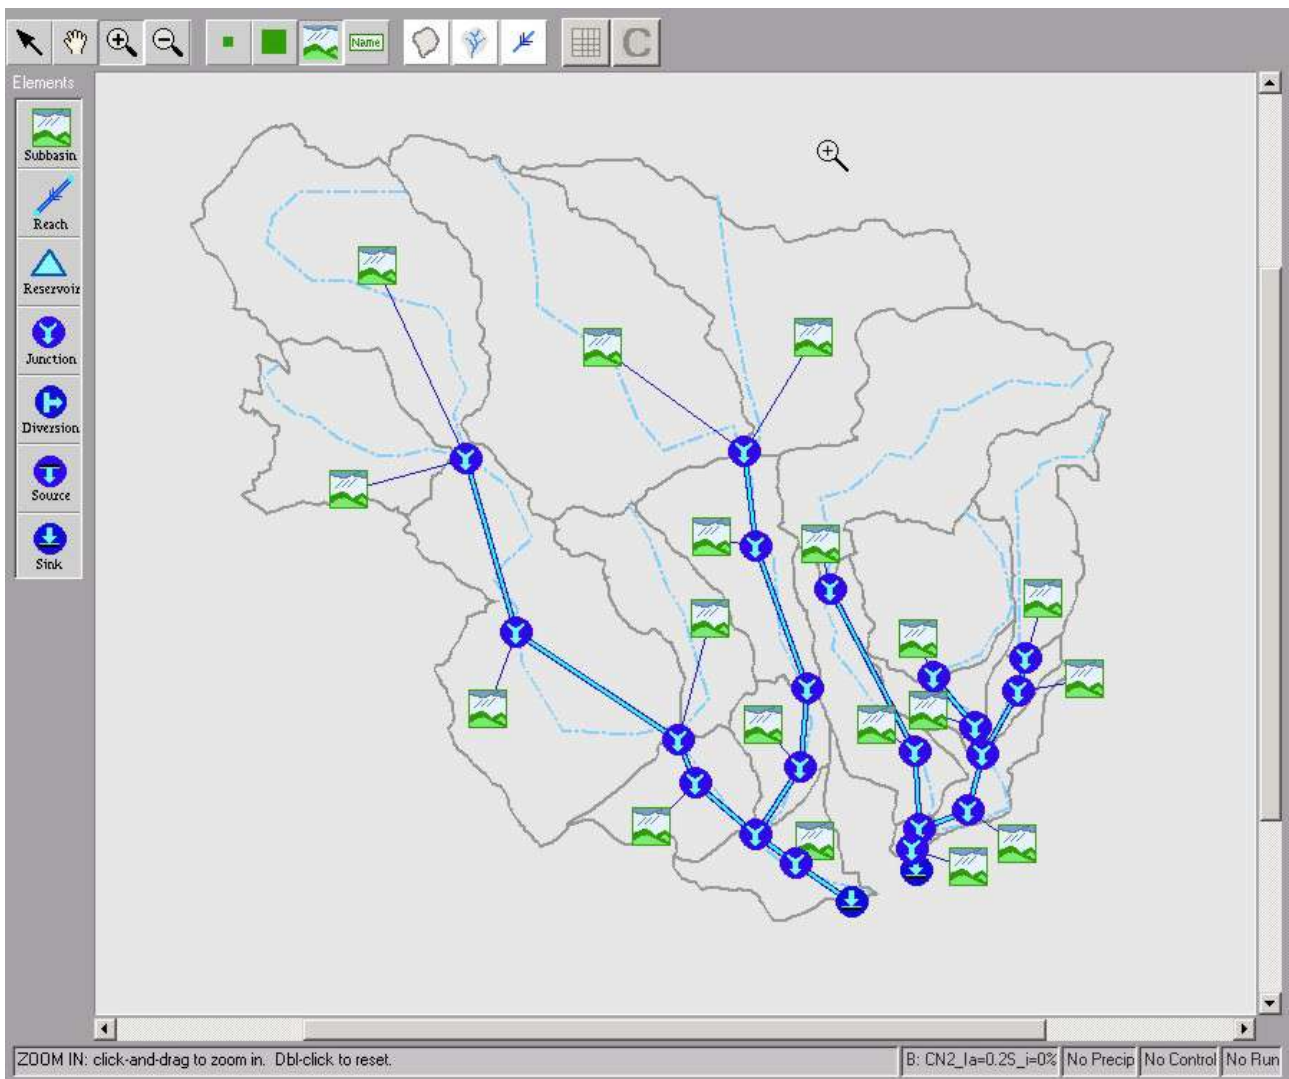 Name
C
Elements
Subbasin
Reach
Reservoir
Junction
Diversion
Source
Sink
ZOOM IN: click-and-drag to zoom in. Dbl-click to reset.
B: CN2_Ia=0.2S_i=0%
No Precip
No Control
No Run